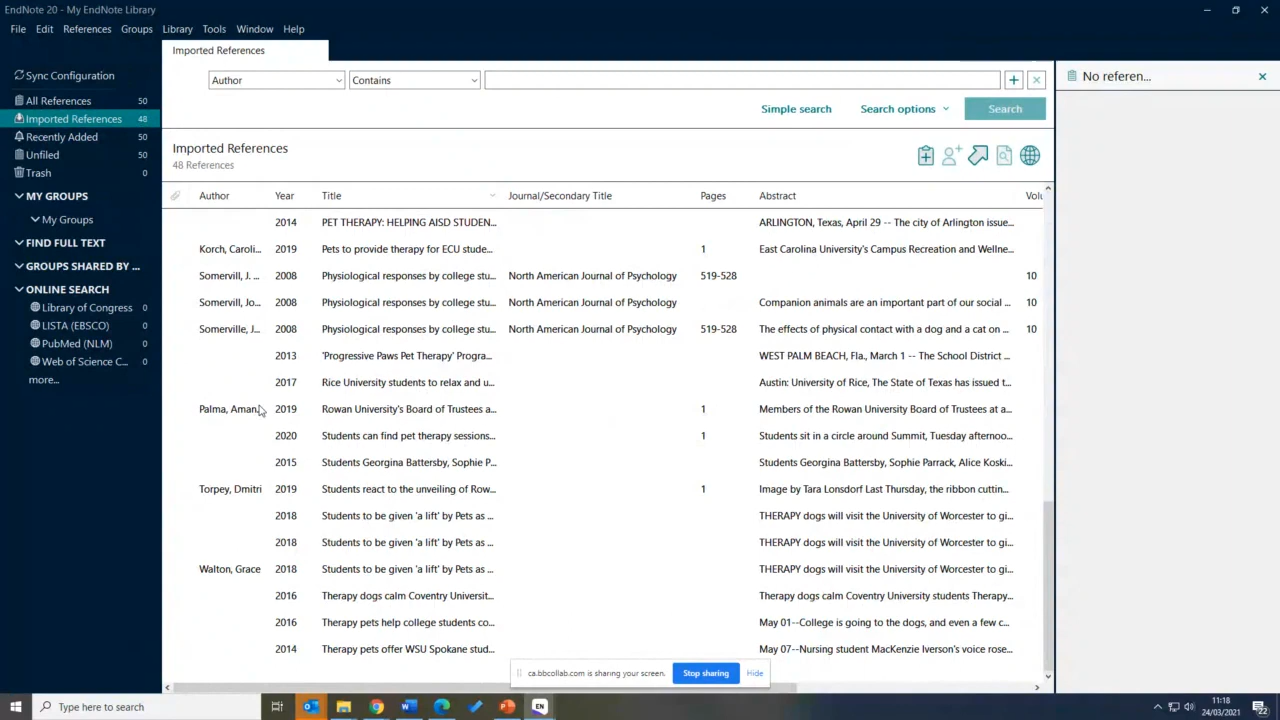 EndNote 20 - My EndNote Library
File Edit References Groups Library Tools Window Help
Imported References
No referen...
Sync Configuration
All References 50
Imported References 48
Recently Added 50
Unfiled 50
Trash 0
MY GROUPS
My Groups
FIND FULL TEXT
GROUPS SHARED BY ...
ONLINE SEARCH
Library of Congress 0
LISTA (EBSCO) 0
PubMed (NLM) 0
Web of Science C... 0
more...
Author Contains
Simple search Search options Search
Imported References
48 References
Author Year Title Journal/Secondary Title Pages Abstract Volu
2014 PET THERAPY: HELPING AISD STUDEN... ARLINGTON, Texas, April 29 -- The city of Arlington issue...
Korch, Caroli... 2019 Pets to provide therapy for ECU stude... 1 East Carolina University's Campus Recreation and Wellne...
Somervill, J. ... 2008 Physiological responses by college stu... North American Journal of Psychology 519-528 10
Somervill, Jo... 2008 Physiological responses by college stu... North American Journal of Psychology Companion animals are an important part of our social ... 10
Somerville, J... 2008 Physiological responses by college stu... North American Journal of Psychology 519-528 The effects of physical contact with a dog and a cat on ... 10
2013 'Progressive Paws Pet Therapy' Progra... WEST PALM BEACH, Fla., March 1 -- The School District ...
2017 Rice University students to relax and u... Austin: University of Rice, The State of Texas has issued t...
Palma, Aman... 2019 Rowan University's Board of Trustees a... 1 Members of the Rowan University Board of Trustees at a...
2020 Students can find pet therapy sessions... 1 Students sit in a circle around Summit, Tuesday afternoo...
2015 Students Georgina Battersby, Sophie P... Students Georgina Battersby, Sophie Parrack, Alice Koski...
Torpey, Dmitri 2019 Students react to the unveiling of Row... 1 Image by Tara Lonsdorf Last Thursday, the ribbon cuttin...
2018 Students to be given 'a lift' by Pets as ... THERAPY dogs will visit the University of Worcester to gi...
2018 Students to be given 'a lift' by Pets as ... THERAPY dogs will visit the University of Worcester to gi...
Walton, Grace 2018 Students to be given 'a lift' by Pets as ... THERAPY dogs will visit the University of Worcester to gi...
2016 Therapy dogs calm Coventry Universit... Therapy dogs calm Coventry University students Therapy...
2016 Therapy pets help college students co... May 01--College is going to the dogs, and even a few c...
2014 Therapy pets offer WSU Spokane stud... May 07--Nursing student MacKenzie Iverson's voice rose...
ca.bbcollab.com is sharing your screen. Stop sharing Hide
Type here to search
EN
11:18
24/03/2021
22